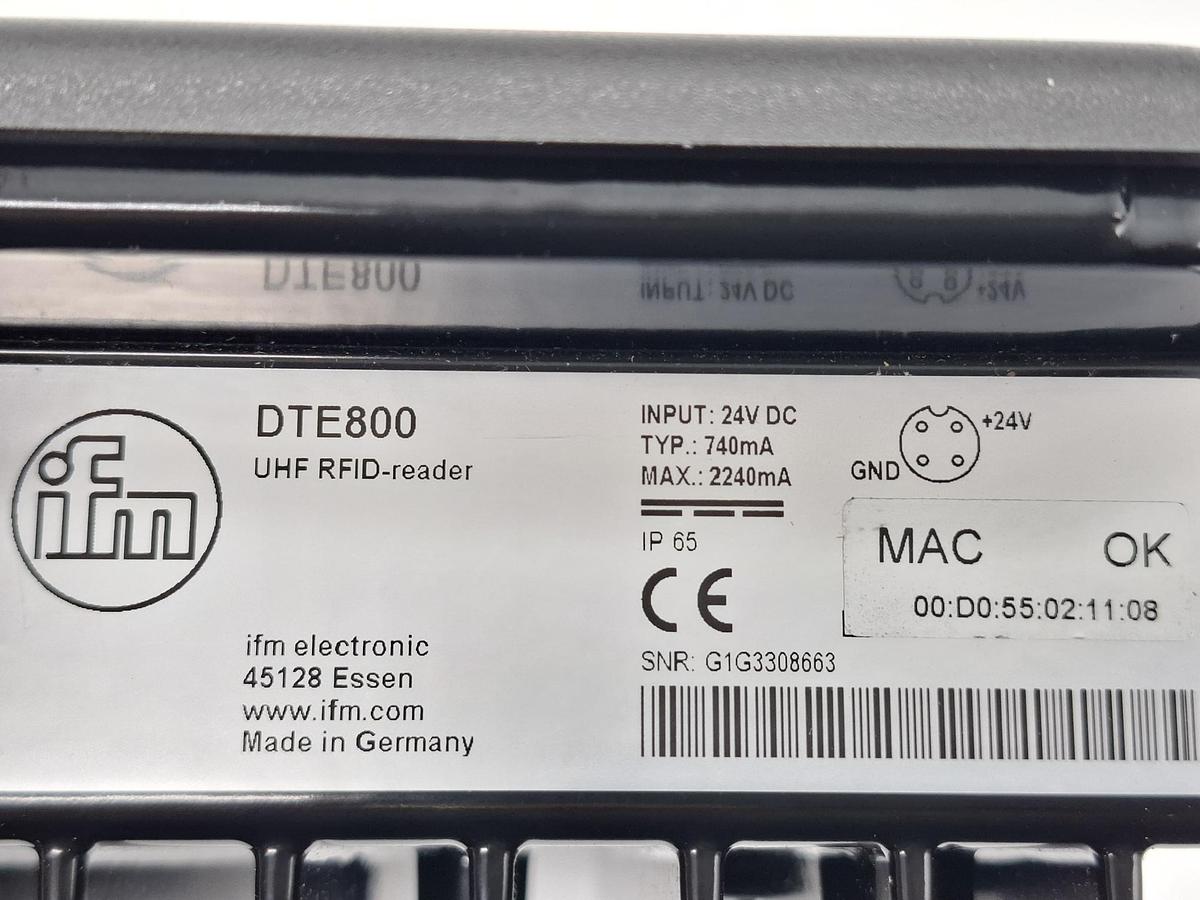 DTE800
INPUT: 24V DC
+24V
ifm
DTE800
UHF RFID-reader
ifm electronic
45128 Essen
www.ifm.com
Made in Germany
INPUT: 24V DC
TYP.: 740mA
MAX.: 2240mA
IP 65
CE
SNR: G1G3308663
+24V
GND
MAC OK
00:D0:55:02:11:08